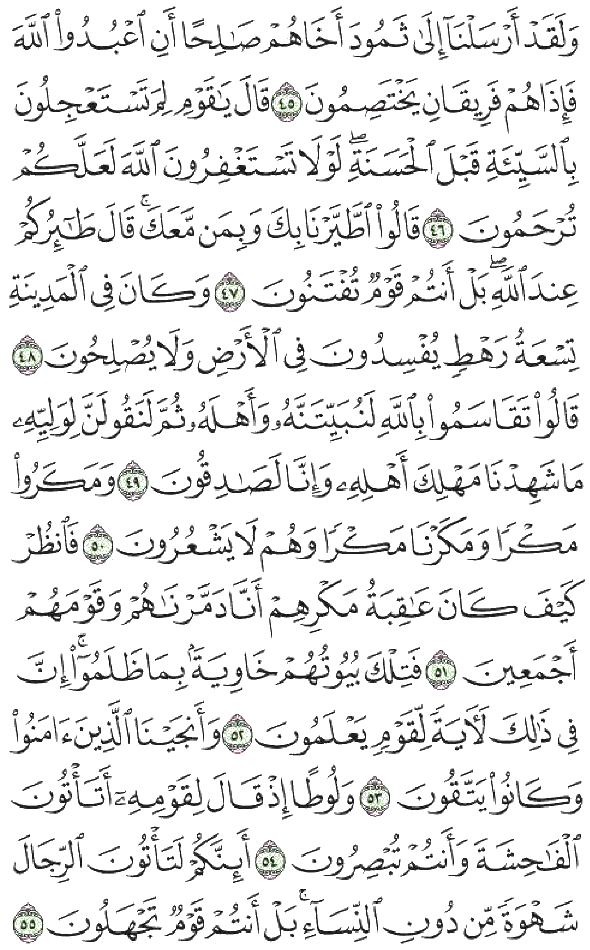 وَلَقَدْ أَرْسَلْنَآ إِلَىٰ ثَمُودَ أَخَاهُمْ صَٰلِحًا أَنِ ٱعْبُدُوا۟ ٱللَّهَ
فَإِذَا هُمْ فَرِيقَانِ يَخْتَصِمُونَ ٤٥ قَالَ يَٰقَوْمِ لِمَ تَسْتَعْجِلُونَ
بِٱلسَّيِّئَةِ قَبْلَ ٱلْحَسَنَةِ ۖ لَوْلَا تَسْتَغْفِرُونَ ٱللَّهَ لَعَلَّكُمْ
تُرْحَمُونَ ٤٦ قَالُوا۟ ٱطَّيَّرْنَا بِكَ وَبِمَن مَّعَكَ ۚ قَالَ طَٰٓئِرُكُمْ
عِندَ ٱللَّهِ ۖ بَلْ أَنتُمْ قَوْمٌ تُفْتَنُونَ ٤٧ وَكَانَ فِى ٱلْمَدِينَةِ
تِسْعَةُ رَهْطٍ يُفْسِدُونَ فِى ٱلْأَرْضِ وَلَا يُصْلِحُونَ ٤٨
قَالُوا۟ تَقَاسَمُوا۟ بِٱللَّهِ لَنُبَيِّتَنَّهُۥ وَأَهْلَهُۥ ثُمَّ لَنَقُولَنَّ لِوَلِيِّهِۦ
مَا شَهِدْنَا مَهْلِكَ أَهْلِهِۦ وَإِنَّا لَصَٰدِقُونَ ٤٩ وَمَكَرُوا۟
مَكْرًا وَمَكَرْنَا مَكْرًا وَهُمْ لَا يَشْعُرُونَ ٥٠ فَٱنظُرْ
كَيْفَ كَانَ عَٰقِبَةُ مَكْرِهِمْ أَنَّا دَمَّرْنَٰهُمْ وَقَوْمَهُمْ
أَجْمَعِينَ ٥١ فَتِلْكَ بُيُوتُهُمْ خَاوِيَةًۢ بِمَا ظَلَمُوٓا۟ ۗ إِنَّ
فِى ذَٰلِكَ لَءَايَةً لِّقَوْمٍ يَعْلَمُونَ ٥٢ وَأَنجَيْنَا ٱلَّذِينَ ءَامَنُوا۟
وَكَانُوا۟ يَتَّقُونَ ٥٣ وَلُوطًا إِذْ قَالَ لِقَوْمِهِۦٓ أَتَأْتُونَ
ٱلْفَٰحِشَةَ وَأَنتُمْ تُبْصِرُونَ ٥٤ أَئِنَّكُمْ لَتَأْتُونَ ٱلرِّجَالَ
شَهْوَةً مِّن دُونِ ٱلنِّسَآءِ ۚ بَلْ أَنتُمْ قَوْمٌ تَجْهَلُونَ ٥٥